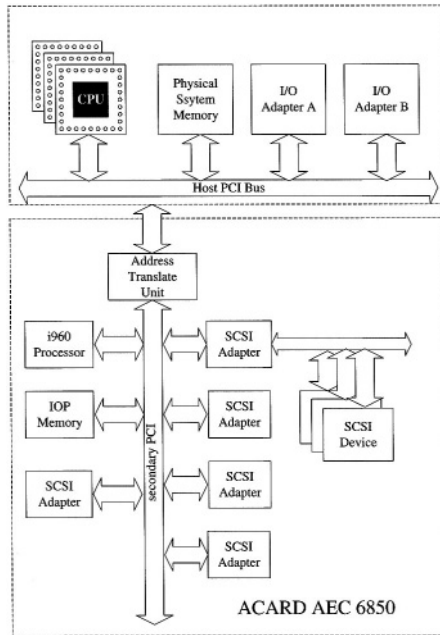 CPU
Physical
Ssytem
Memory
I/O
Adapter A
I/O
Adapter B
Host PCI Bus
Address
Translate
Unit
i960
Processor
SCSI
Adapter
IOP
Memory
SCSI
Adapter
SCSI
Device
SCSI
Adapter
SCSI
Adapter
SCSI
Adapter
secondary PCI
ACARD AEC 6850